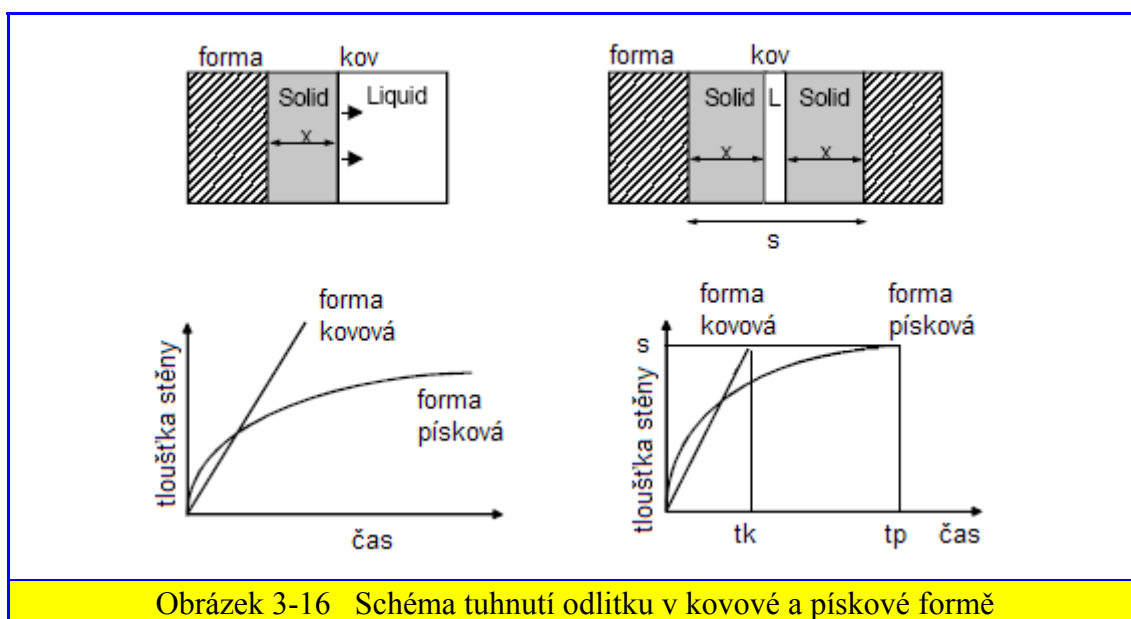 forma kov
Solid Liquid
x
forma kov
Solid L Solid
x x
s
forma
kovová
forma
písková
tloušťka stěny
čas
forma
kovová
forma
písková
s
tloušťka stěny
tk tp čas
Obrázek 3-16 Schéma tuhnutí odlitku v kovové a pískové formě